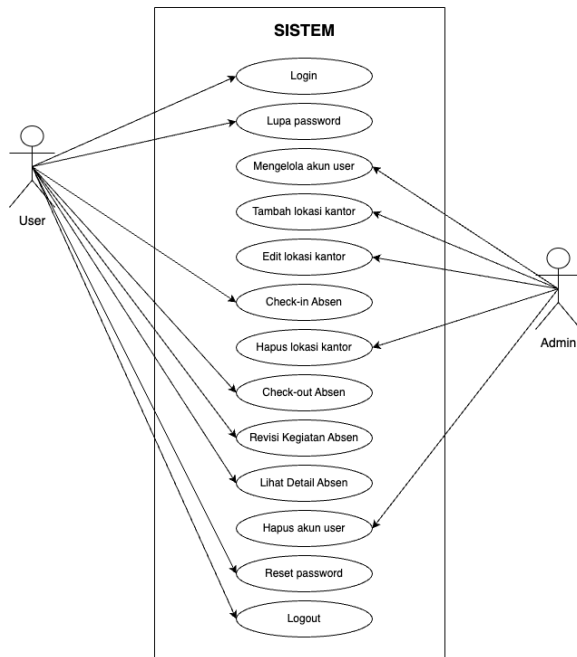 SISTEM
Login
Lupa password
Mengelola akun user
User
Tambah lokasi kantor
Edit lokasi kantor
Check-in Absen
Hapus lokasi kantor
Admin
Check-out Absen
Revisi Kegiatan Absen
Lihat Detail Absen
Hapus akun user
Reset password
Logout